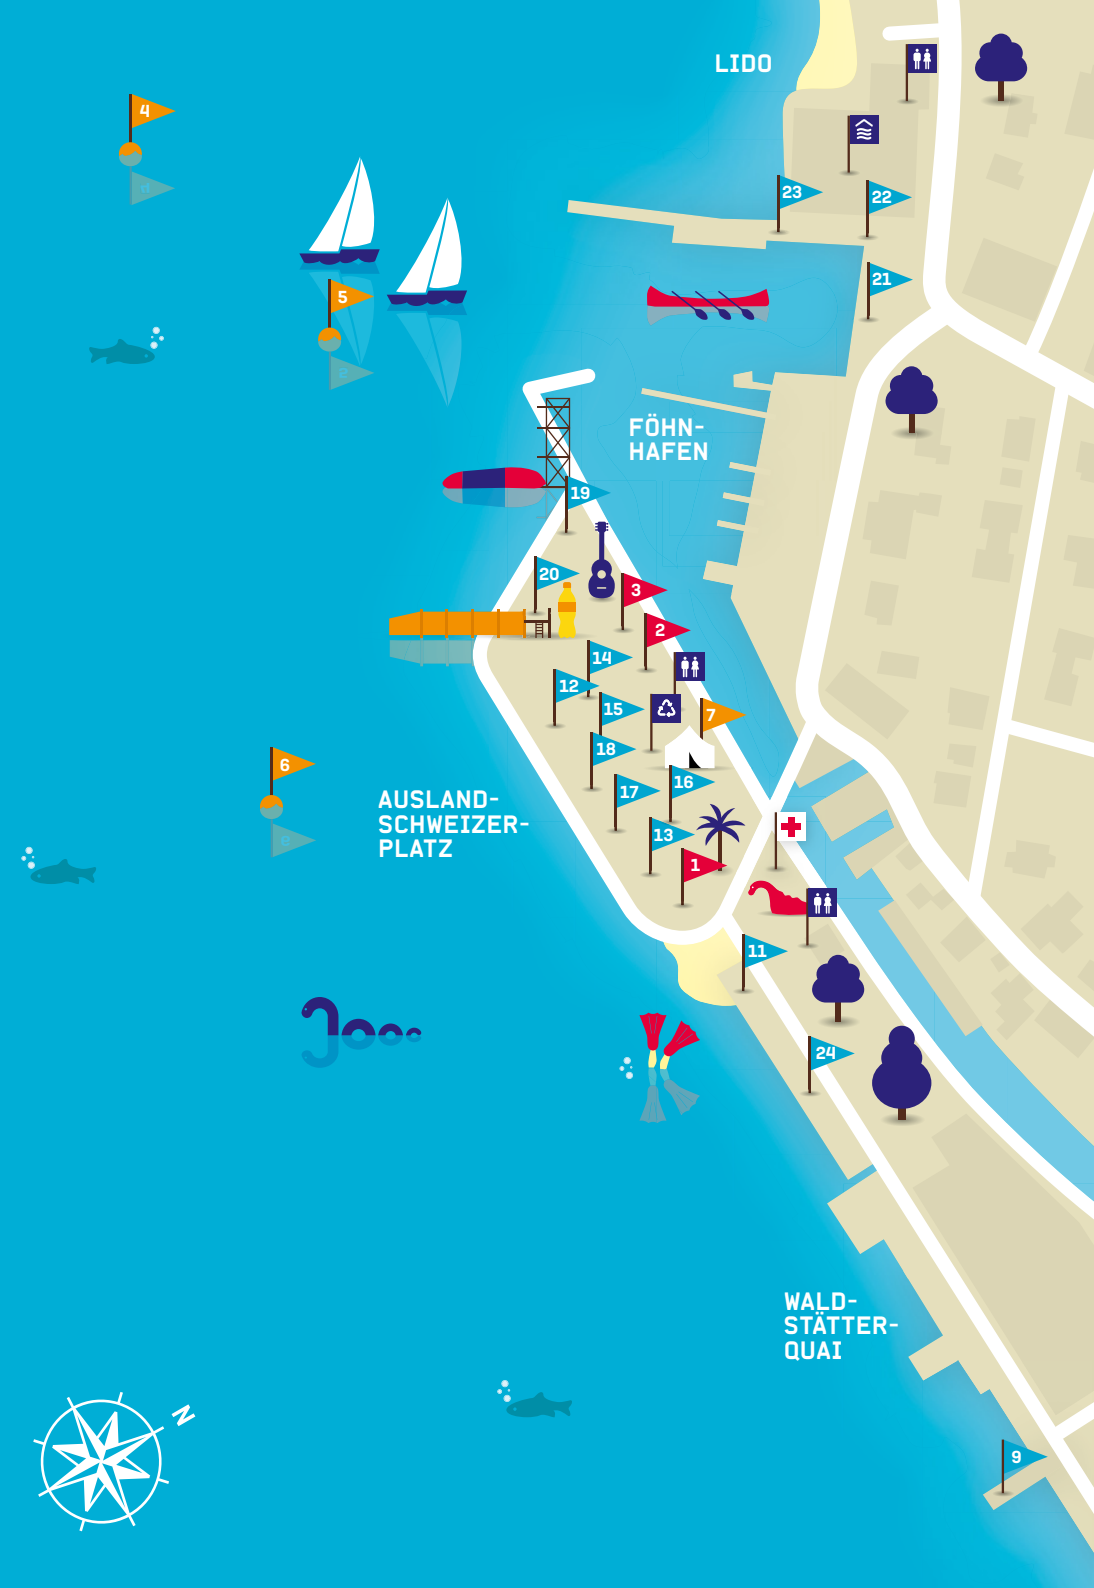 LIDO
4
23
22
5
21
FÖHN-
HAFEN
19
20
3
2
14
12
15
7
18
6
17
16
AUSLAND-
SCHWEIZER-
PLATZ
13
1
11
24
WALD-
STÄTTER-
QUAI
N
9